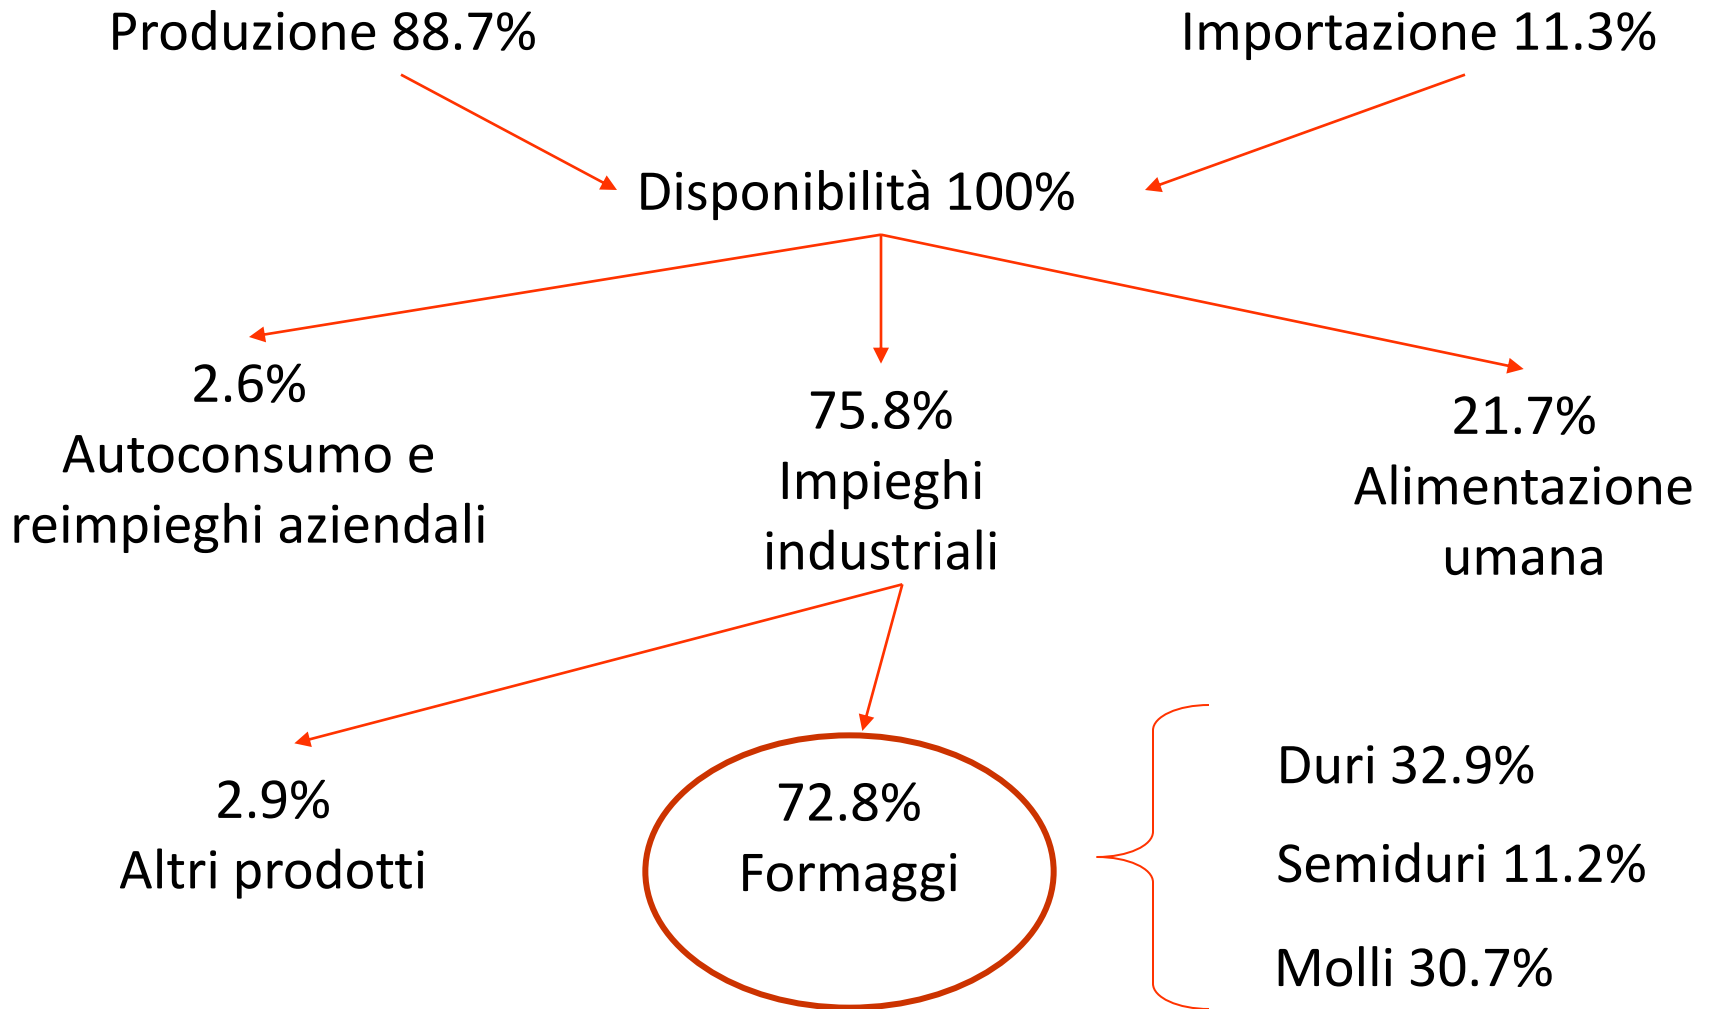 Produzione 88.7%
Importazione 11.3%
Disponibilità 100%
2.6%
Autoconsumo e
reimpieghi aziendali
75.8%
Impieghi
industriali
21.7%
Alimentazione
umana
2.9%
Altri prodotti
72.8%
Formaggi
Duri 32.9%
Semiduri 11.2%
Molli 30.7%